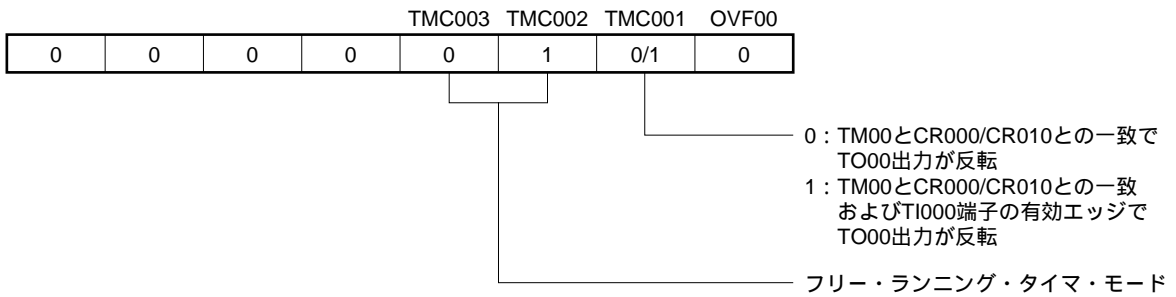 TMC003 TMC002 TMC001 OVF00
0 0 0 0 0 1 0/1 0
0：TM00とCR000/CR010との一致で
TO00出力が反転
1：TM00とCR000/CR010との一致
およびTI000端子の有効エッジで
TO00出力が反転
フリー・ランニング・タイマ・モード